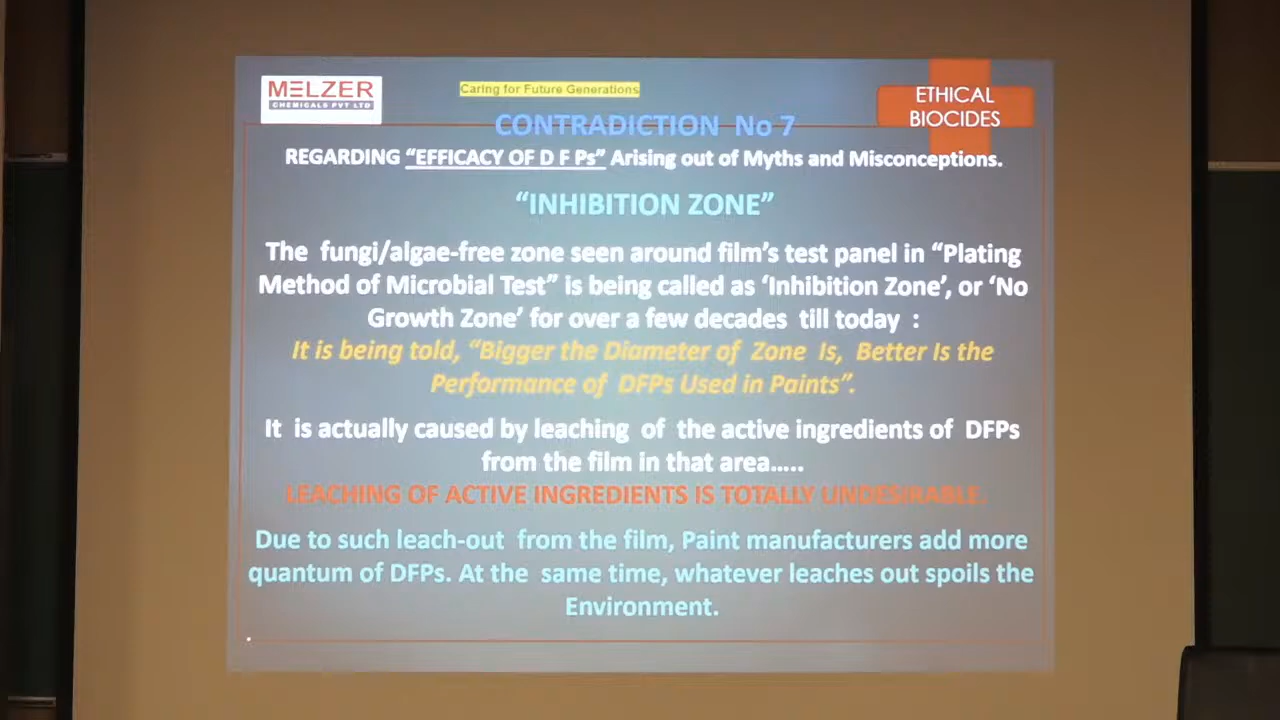 MELZER
CHEMICALS PVT LTD
Caring for Future Generations
ETHICAL
BIOCIDES
CONTRADICTION No 7
REGARDING “EFFICACY OF D F Ps” Arising out of Myths and Misconceptions.
“INHIBITION ZONE”
The fungi/algae-free zone seen around film’s test panel in “Plating
Method of Microbial Test” is being called as ‘Inhibition Zone’, or ‘No
Growth Zone’ for over a few decades till today :
It is being told, “Bigger the Diameter of Zone Is, Better Is the
Performance of DFPs Used in Paints”.
It is actually caused by leaching of the active ingredients of DFPs
from the film in that area.....
LEACHING OF ACTIVE INGREDIENTS IS TOTALLY UNDESIRABLE.
Due to such leach-out from the film, Paint manufacturers add more
quantum of DFPs. At the same time, whatever leaches out spoils the
Environment.
.